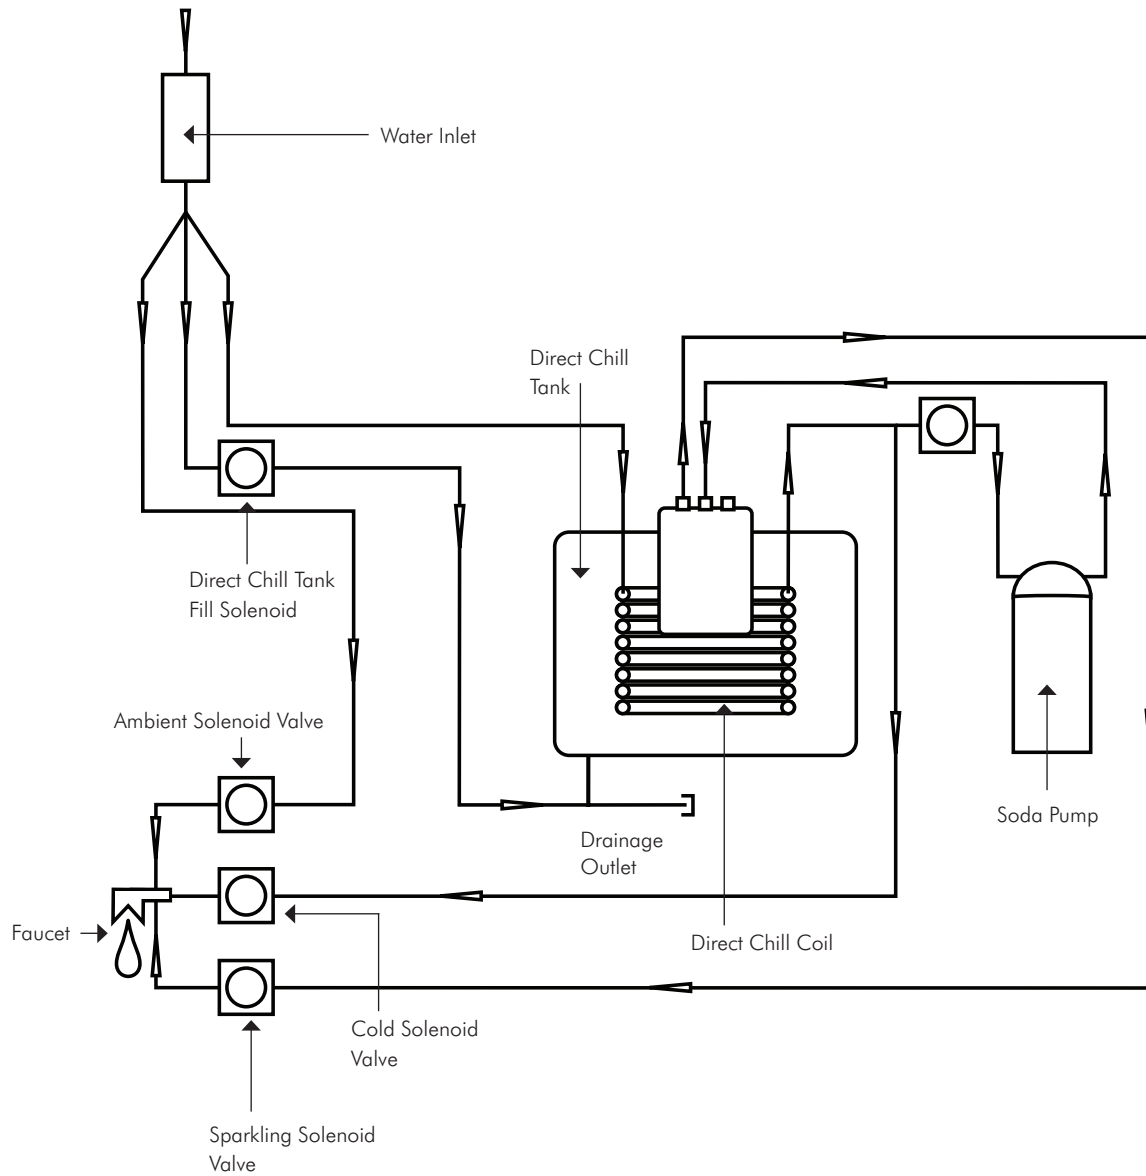 Water Inlet
Direct Chill
Tank
Direct Chill Tank
Fill Solenoid
Ambient Solenoid Valve
Soda Pump
Drainage
Outlet
Faucet
Direct Chill Coil
Cold Solenoid
Valve
Sparkling Solenoid
Valve